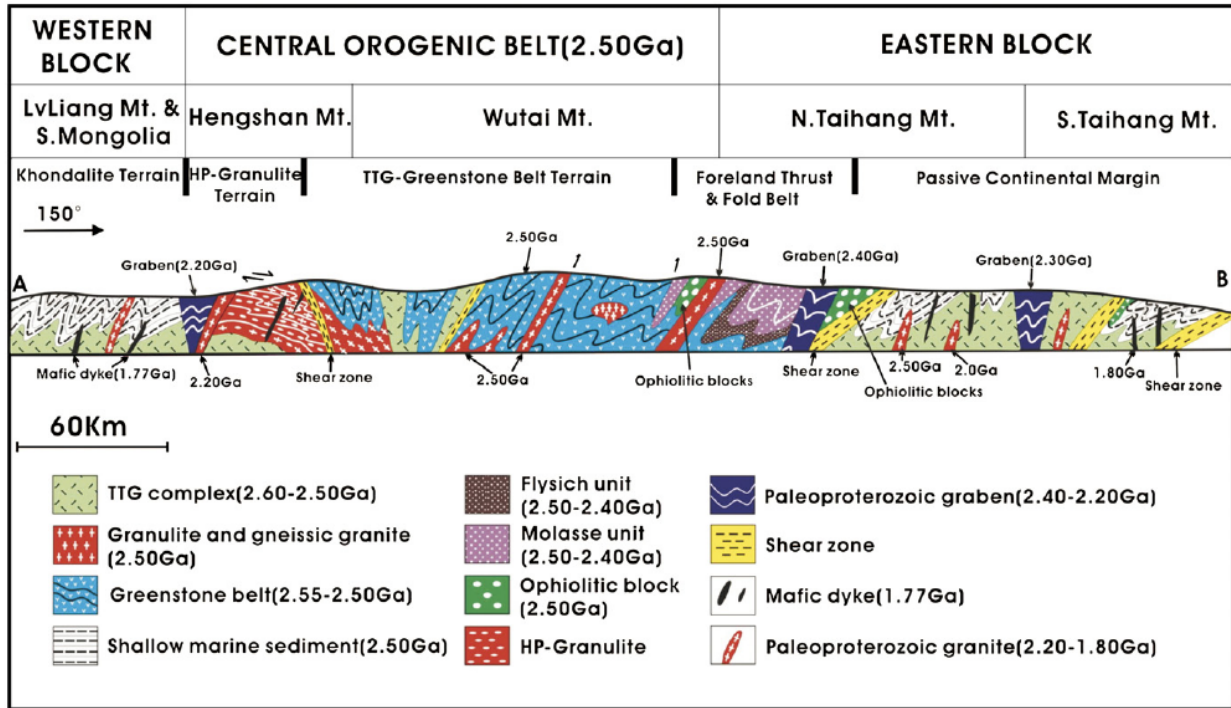 WESTERN
BLOCK
CENTRAL OROGENIC BELT(2.50Ga)
EASTERN BLOCK
LvLiang Mt. &
S.Mongolia
Hengshan Mt.
Wutai Mt.
N.Taihang Mt.
S.Taihang Mt.
Khondalite Terrain
HP-Granulite
Terrain
TTG-Greenstone Belt Terrain
Foreland Thrust
& Fold Belt
Passive Continental Margin
150°
A
Graben(2.20Ga)
2.50Ga
2.50Ga
Graben(2.40Ga)
Graben(2.30Ga)
B
Mafic dyke(1.77Ga)
2.20Ga
Shear zone
2.50Ga
Ophiolitic blocks
Shear zone
2.50Ga
2.0Ga
Ophiolitic blocks
1.80Ga
Shear zone
60Km
TTG complex(2.60-2.50Ga)
Granulite and gneissic granite
(2.50Ga)
Greenstone belt(2.55-2.50Ga)
Shallow marine sediment(2.50Ga)
Flysich unit
(2.50-2.40Ga)
Molasse unit
(2.50-2.40Ga)
Ophiolitic block
(2.50Ga)
HP-Granulite
Paleoproterozoic graben(2.40-2.20Ga)
Shear zone
Mafic dyke(1.77Ga)
Paleoproterozoic granite(2.20-1.80Ga)